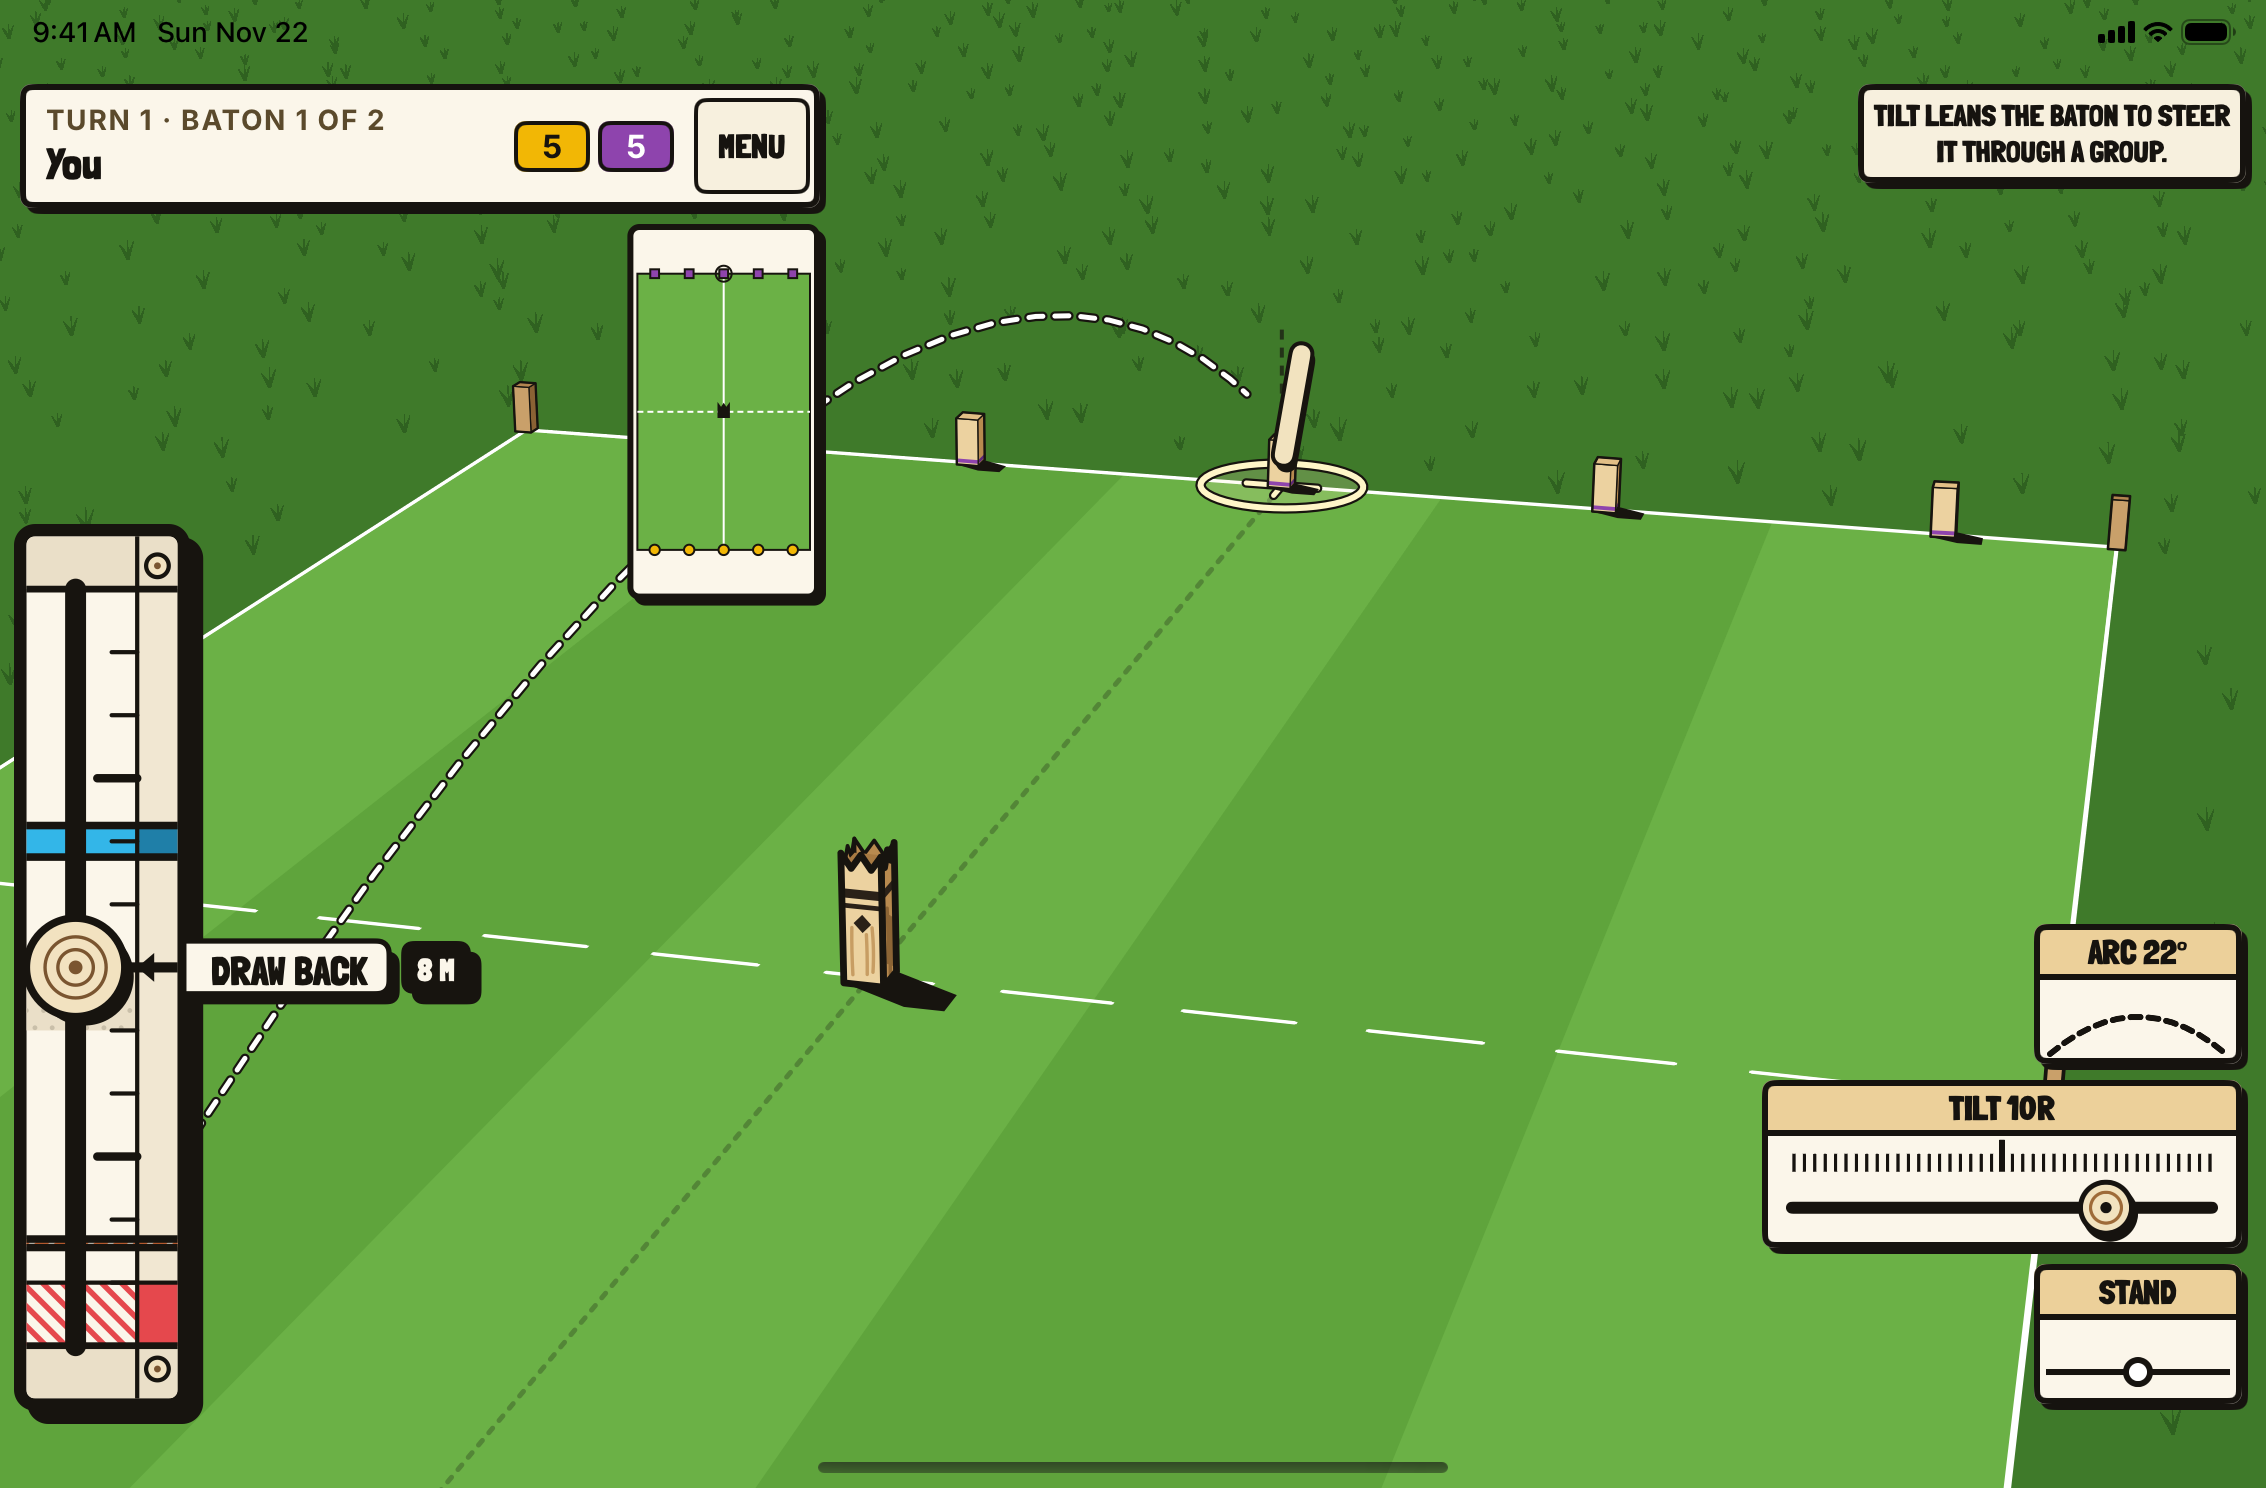 9:41 AM Sun Nov 22
TURN 1 · BATON 1 OF 2
You
5
5
MENU
TILT LEANS THE BATON TO STEER
IT THROUGH A GROUP.
DRAW BACK
8 M
ARC 22°
TILT 10R
STAND